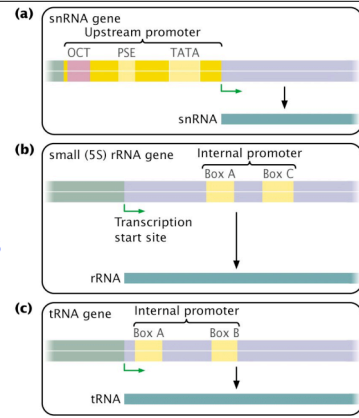 (a)
snRNA gene
Upstream promoter
OCT PSE TATA
snRNA
(b)
small (5S) rRNA gene Internal promoter
Box A Box C
Transcription
start site
rRNA
(c)
tRNA gene Internal promoter
Box A Box B
tRNA